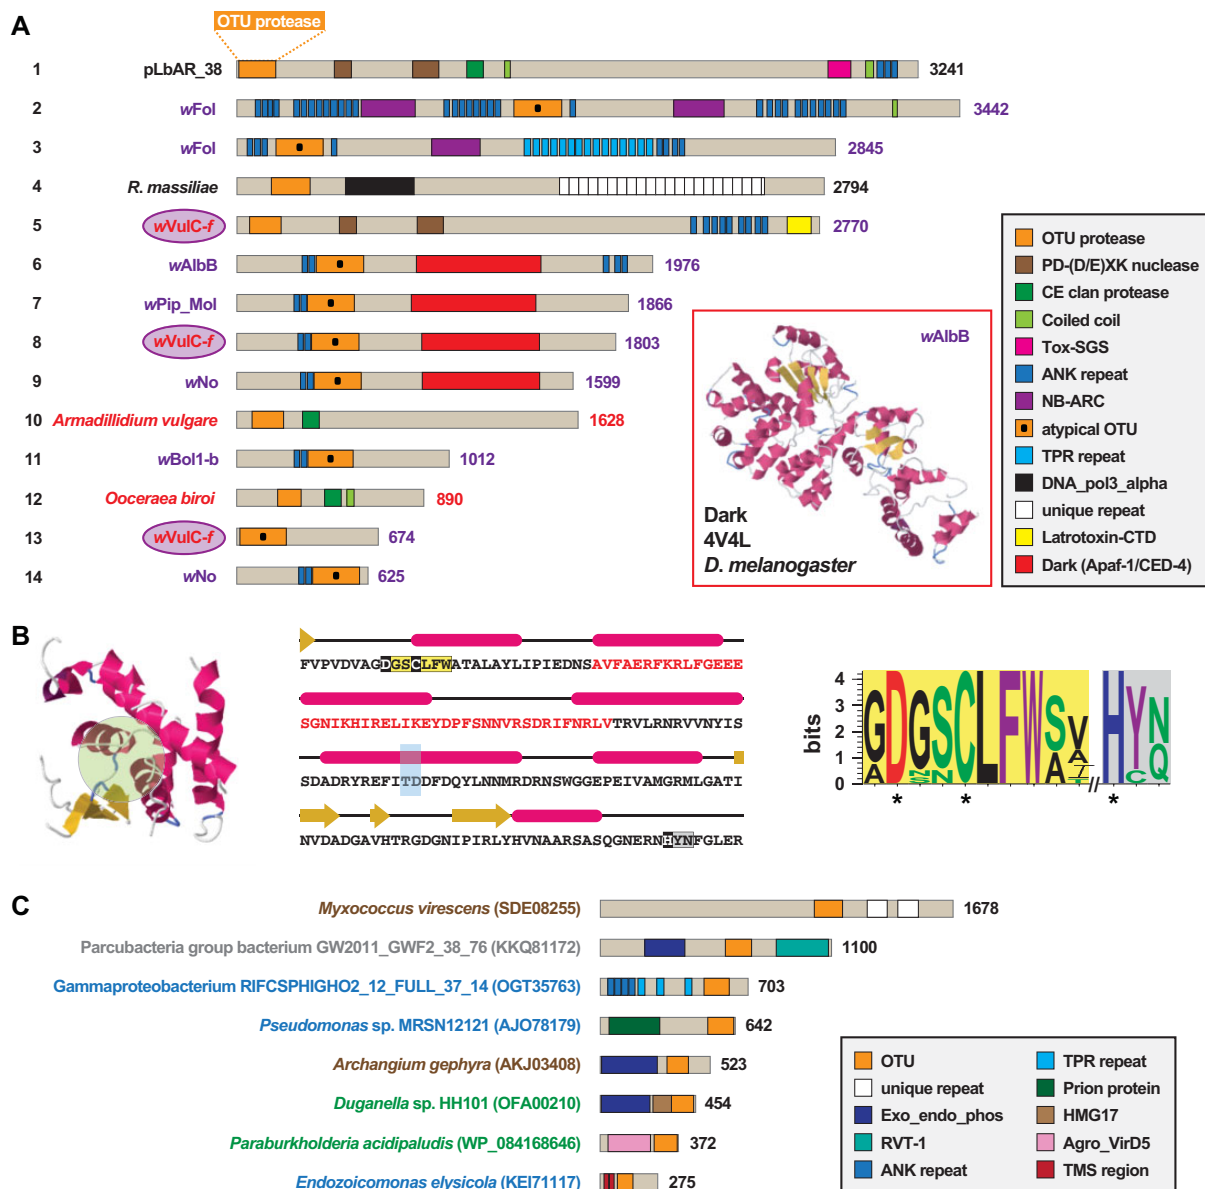 A
OTU protease
1 pLbAR_38 3241
2 wFol 3442
3 wFol 2845
4 R. massiliae 2794
5 wVulC-f 2770
6 wAlbB 1976
7 wPip_Mol 1866
8 wVulC-f 1803
9 wNo 1599
10 Armadillidium vulgare 1628
11 wBol1-b 1012
12 Ooceraea biroi 890
13 wVulC-f 674
14 wNo 625
wAlbB
Dark
4V4L
D. melanogaster
OTU protease
PD-(D/E)XK nuclease
CE clan protease
Coiled coil
Tox-SGS
ANK repeat
NB-ARC
atypical OTU
TPR repeat
DNA_pol3_alpha
unique repeat
Latrotoxin-CTD
Dark (Apaf-1/CED-4)
B
FVPVDVAGDGSCLFWATALAYLIPIEDNSAVFAERFKRLFGEEE
SGNIKHIRELIKEYDPFSNNVRSDRIFNRLVTRVLRNRVVNYIS
SDADRYREFITDDFDQYLNNMRDRNSWGGEPEIVAMGRMLGATI
NVDADGAVHTRGDGNIPIRLYHVNAARSASQGNERNHYNFGLER
bits
4
3
2
1
0
GDGSCLFWSV HYN
A NN A A CQ
S I
* * *
C
Myxococcus virescens (SDE08255) 1678
Parcubacteria group bacterium GW2011_GWF2_38_76 (KKQ81172) 1100
Gammaproteobacterium RIFCSPHIGHO2_12_FULL_37_14 (OGT35763) 703
Pseudomonas sp. MRSN12121 (AJO78179) 642
Archangium gephyra (AKJ03408) 523
Duganella sp. HH101 (OFA00210) 454
Paraburkholderia acidipaludis (WP_084168646) 372
Endozoicomonas elysicola (KEI71117) 275
OTU
unique repeat
Exo_endo_phos
RVT-1
ANK repeat
TPR repeat
Prion protein
HMG17
Agro_VirD5
TMS region